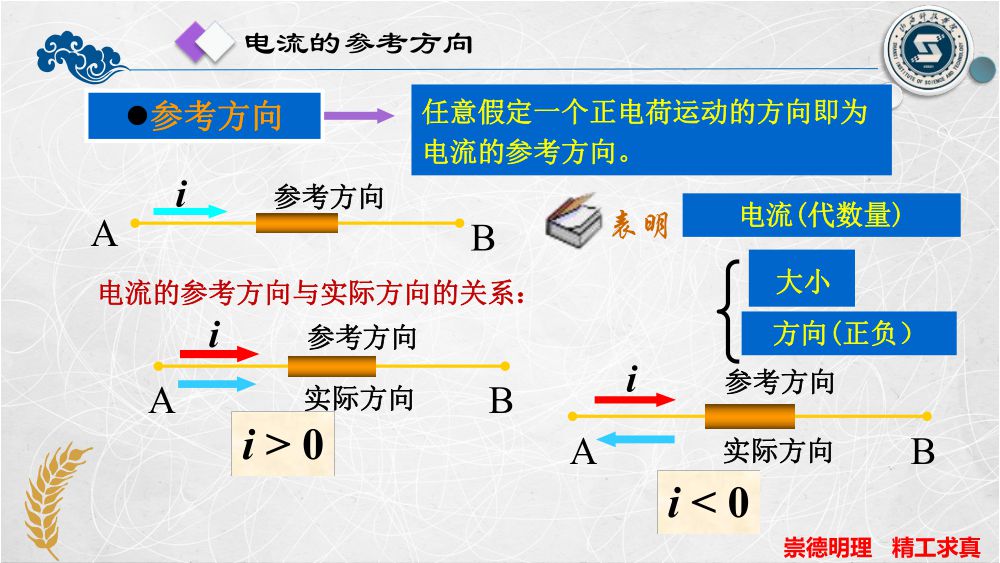 电流的参考方向
●参考方向
任意假定一个正电荷运动的方向即为
电流的参考方向。
i
参考方向
A
B
表明
电流(代数量)
大小
方向(正负)
电流的参考方向与实际方向的关系:
i
参考方向
A
B
实际方向
i > 0
i
参考方向
A
B
实际方向
i < 0
崇德明理 精工求真